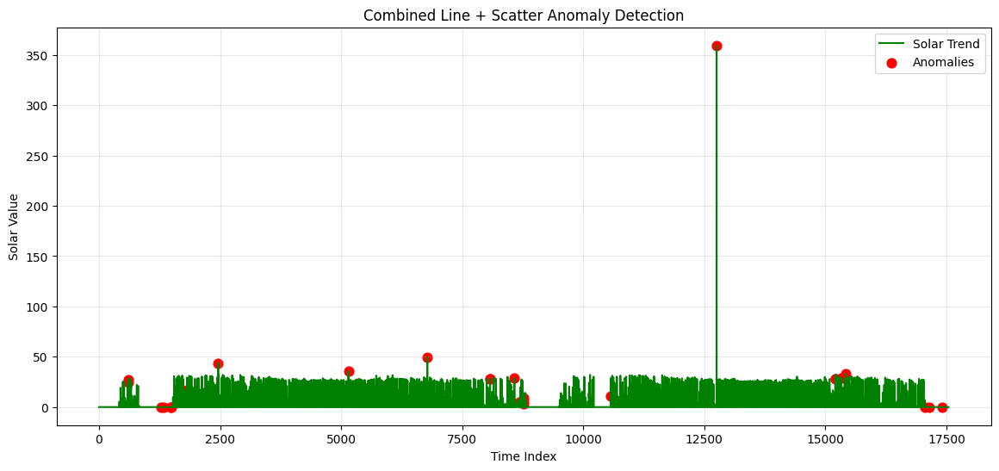 Combined Line + Scatter Anomaly Detection
Solar Trend
Anomalies
350
300
250
200
150
100
50
0
Solar Value
0 2500 5000 7500 10000 12500 15000 17500
Time Index